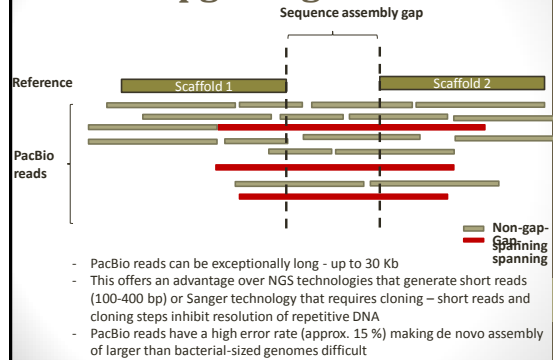 Sequence assembly gap
Reference
Scaffold 1
Scaffold 2
PacBio
reads
Non-gap-
spanning
Gap-
spanning
- PacBio reads can be exceptionally long - up to 30 Kb
- This offers an advantage over NGS technologies that generate short reads
(100-400 bp) or Sanger technology that requires cloning – short reads and
cloning steps inhibit resolution of repetitive DNA
- PacBio reads have a high error rate (approx. 15 %) making de novo assembly
of larger than bacterial-sized genomes difficult